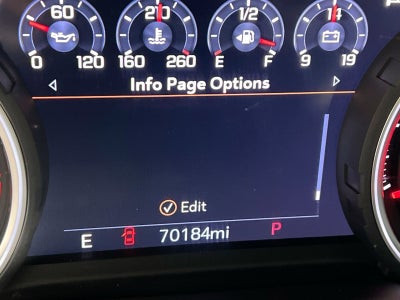 60 210 1/2 14
0 120 160 260 E F 9 19
Info Page Options
Edit
E 70184mi P